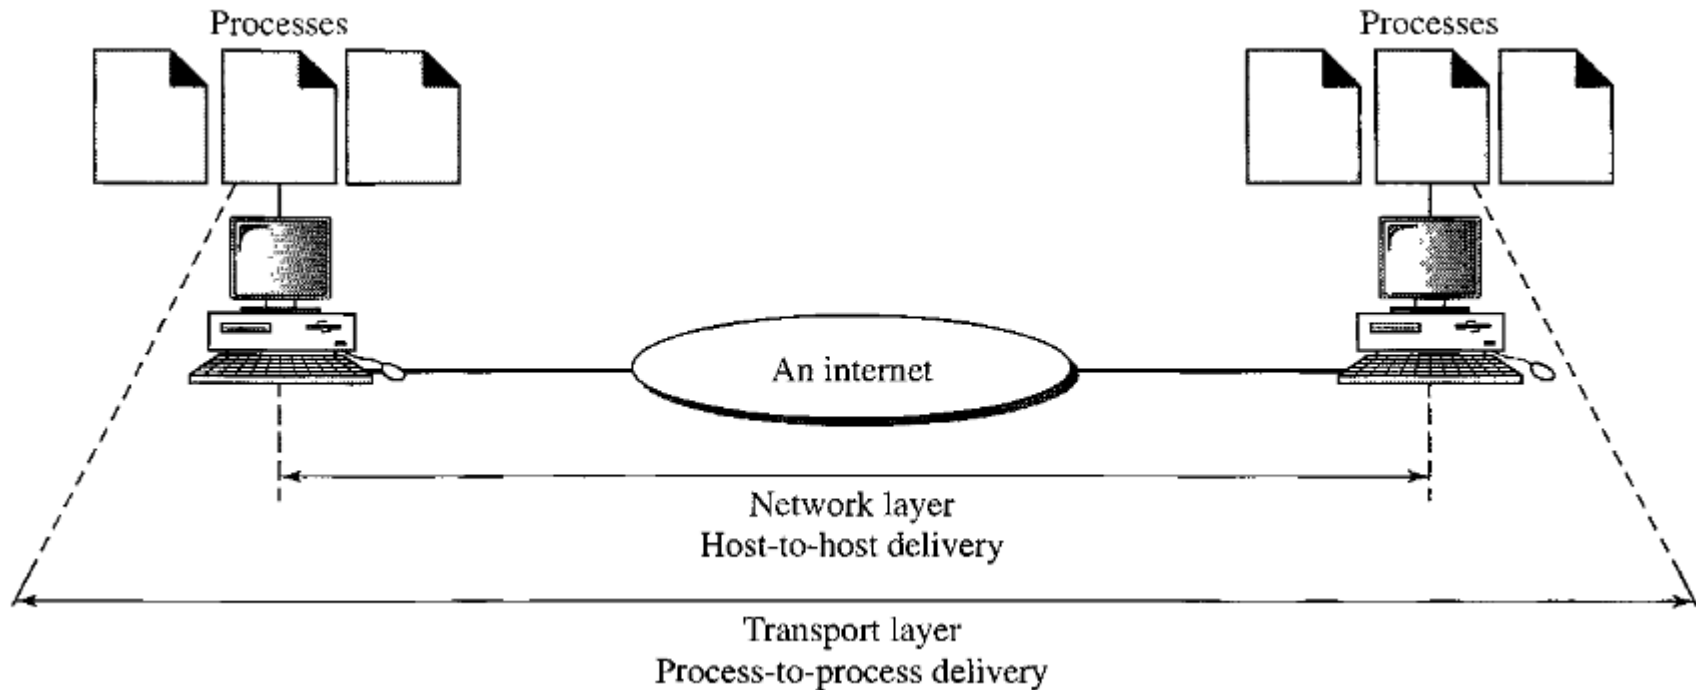 Processes
Processes
An internet
Network layer
Host-to-host delivery
Transport layer
Process-to-process delivery